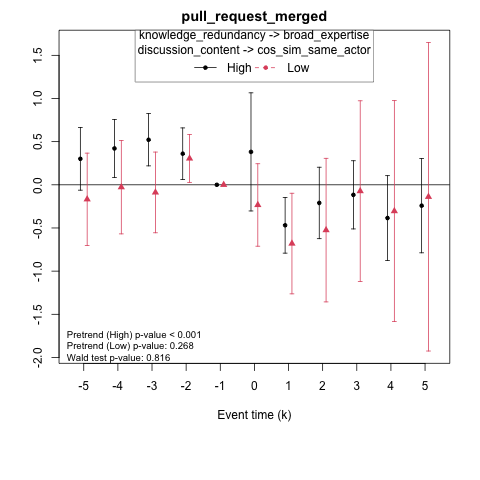 pull_request_merged
knowledge_redundancy -> broad_expertise
discussion_content -> cos_sim_same_actor
High Low
1.5
1.0
0.5
0.0
-0.5
-1.0
-1.5
-2.0
Pretrend (High) p-value < 0.001
Pretrend (Low) p-value: 0.268
Wald test p-value: 0.816
-5 -4 -3 -2 -1 0 1 2 3 4 5
Event time (k)